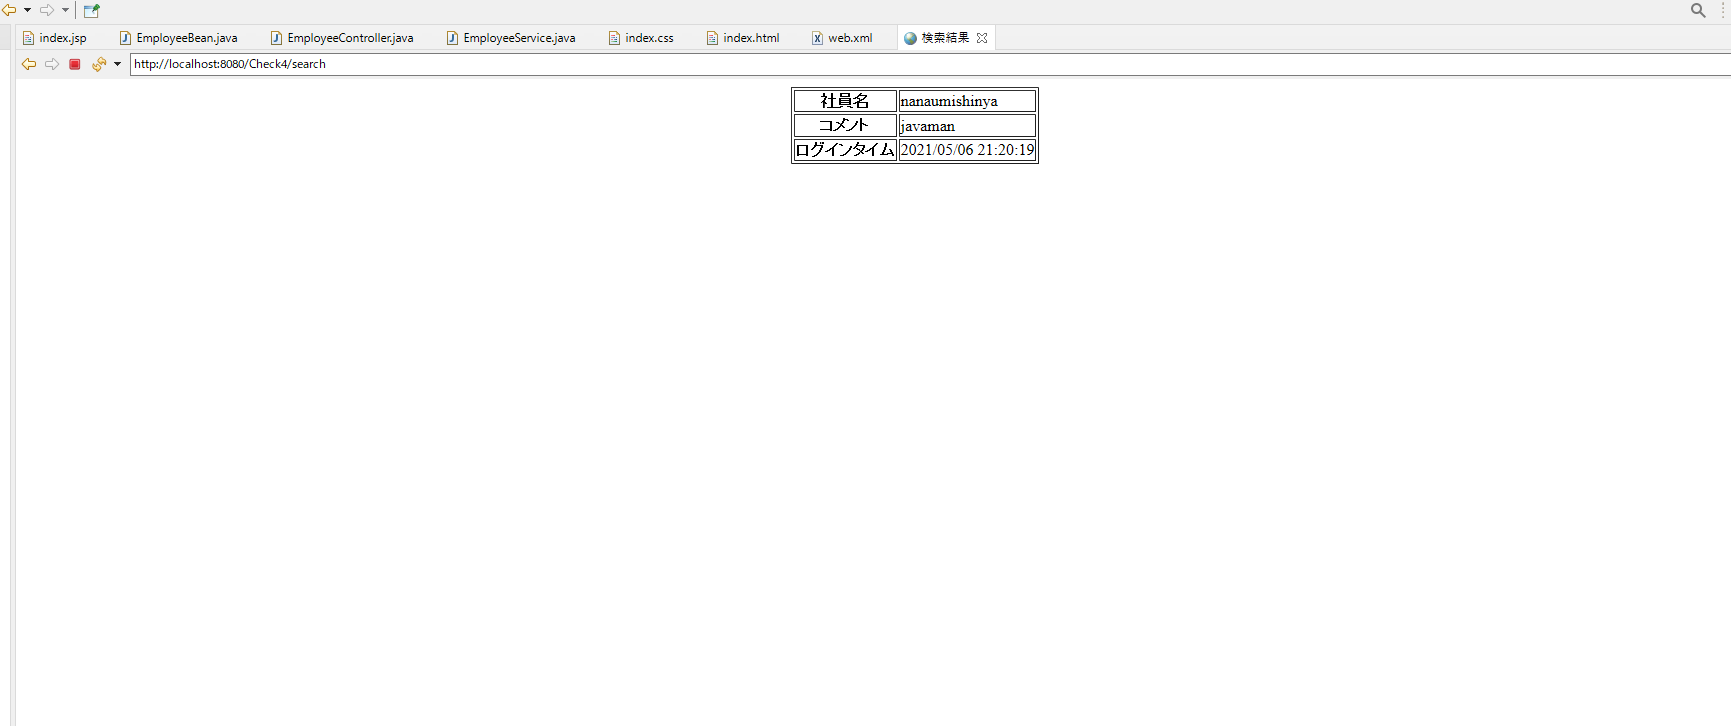 index.jsp EmployeeBean.java EmployeeController.java EmployeeService.java index.css index.html web.xml 検索結果
http://localhost:8080/Check4/search
社員名 nanaumishinya
コメント javaman
ログインタイム 2021/05/06 21:20:19